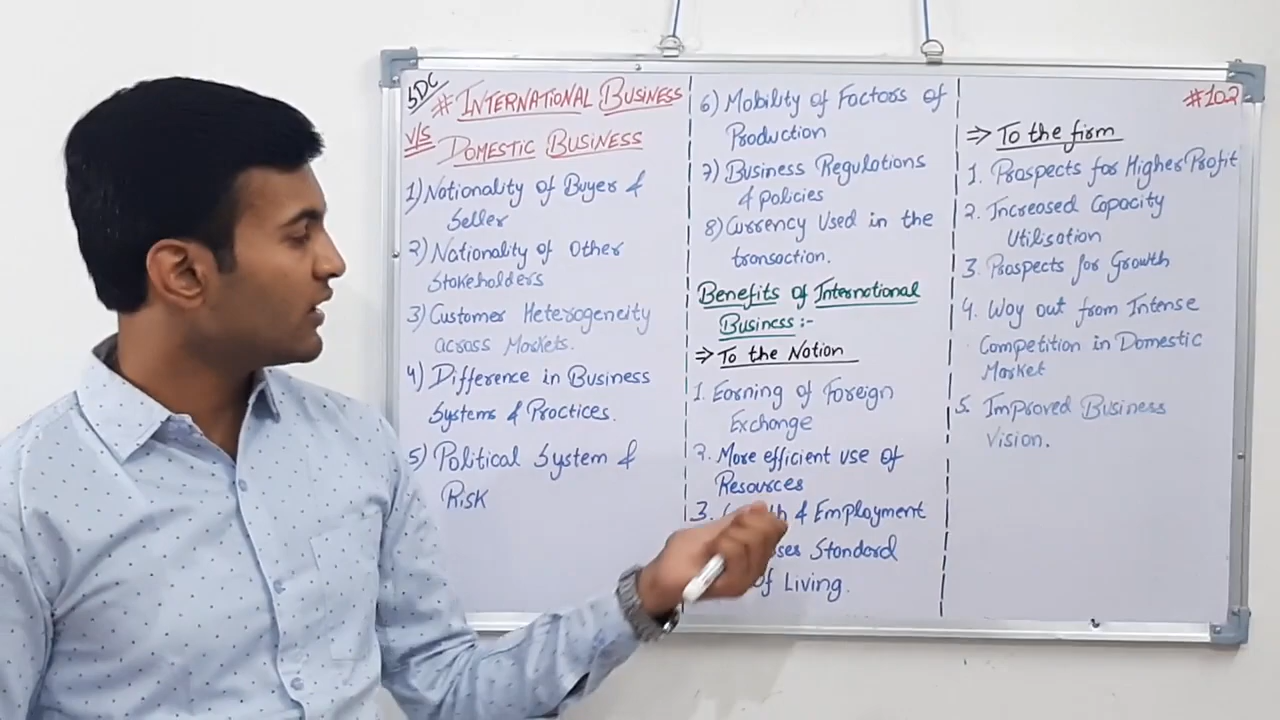 SDC
# INTERNATIONAL BUSINESS
V/S
DOMESTIC BUSINESS
1) Nationality of Buyer &
Seller
2) Nationality of Other
Stakeholders
3) Customer Heterogeneity
across Markets.
4) Difference in Business
Systems & Practices.
5) Political System &
Risk
6) Mobility of Factors of
Production
7) Business Regulations
& policies
8) Currency Used in the
transaction.
Benefits of International
Business:-
⇒ To the Nation
1. Earning of Foreign
Exchange
2. More efficient use of
Resources
3. & Employment
Standard
Of Living.
#102
⇒ To the firm
1. Prospects for Higher Profit
2. Increased Capacity
Utilisation
3. Prospects for Growth
4. Way out from Intense
Competition in Domestic
Market
5. Improved Business
Vision.